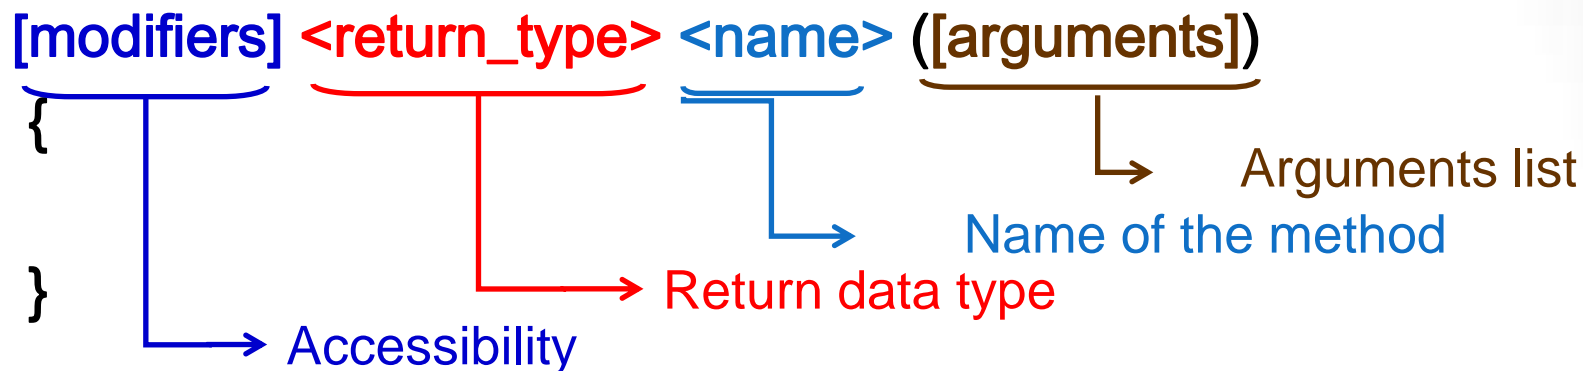 [modifiers] <return_type> <name> ([arguments])
{
Arguments list
Name of the method
}
Return data type
Accessibility